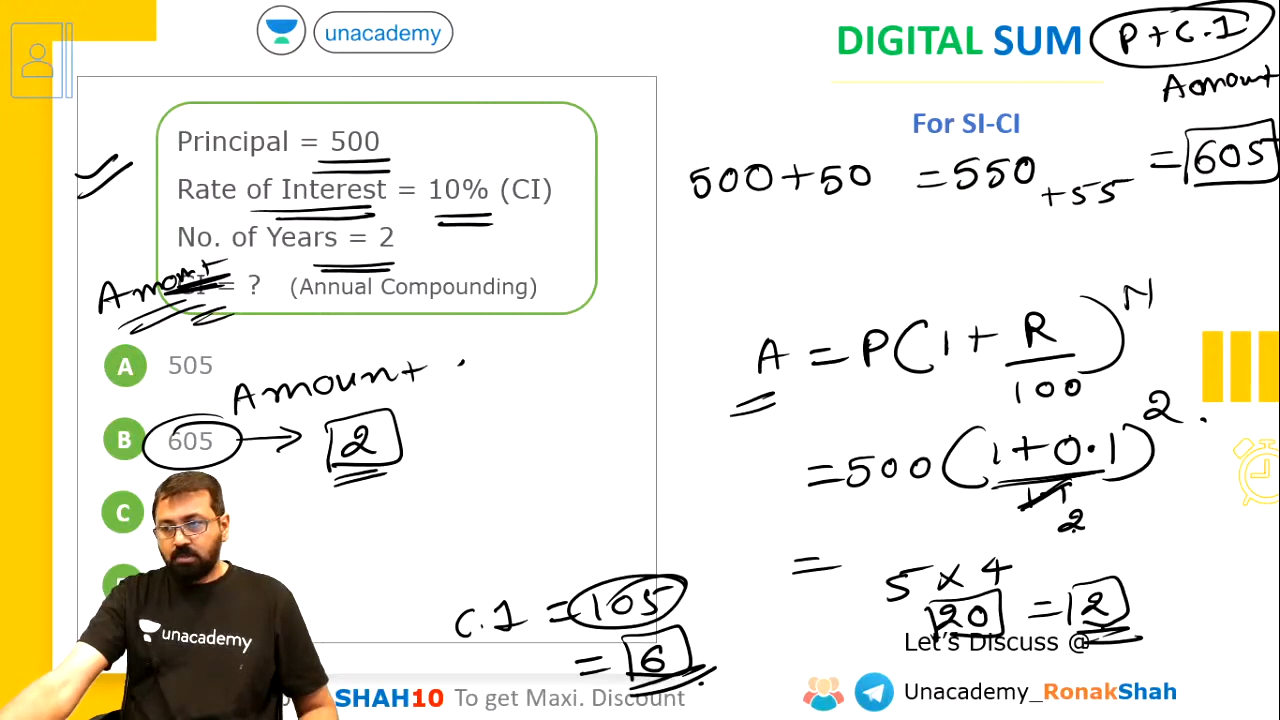 unacademy
DIGITAL SUM
P + C.I
Amount
For SI-CI
Principal = 500
Rate of Interest = 10% (CI)
No. of Years = 2
= ? (Annual Compounding)
Amount
500 + 50 = 550 + 55 = 605
A 505
B 605 → 2
Amount
C
C.I = 105
= 6
A = P(1 + R/100)^N
= 500(1 + 0.1)^2
2
= 5 × 4
20 = 2
unacademy
Let's Discuss @
Unacademy_RonakShah
SHAH10 To get Maxi. Discount